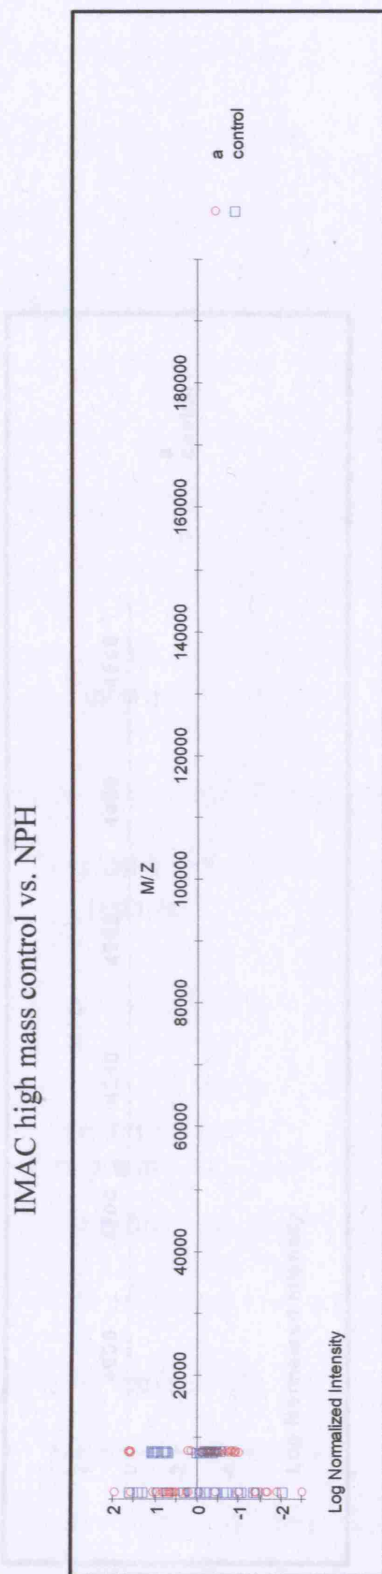 IMAC high mass control vs. NPH
M/Z
20000 40000 60000 80000 100000 120000 140000 160000 180000
2
1
0
-1
-2
Log Normalized Intensity
a
control